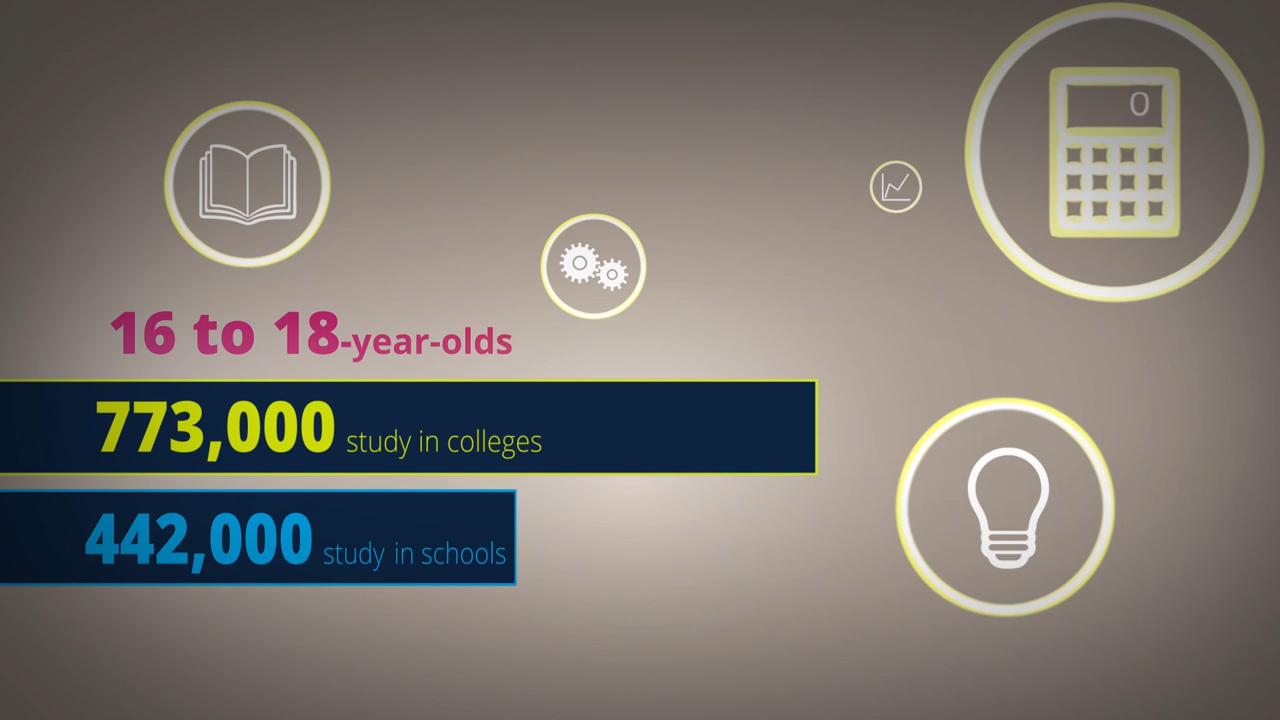 0
16 to 18-year-olds
773,000 study in colleges
442,000 study in schools